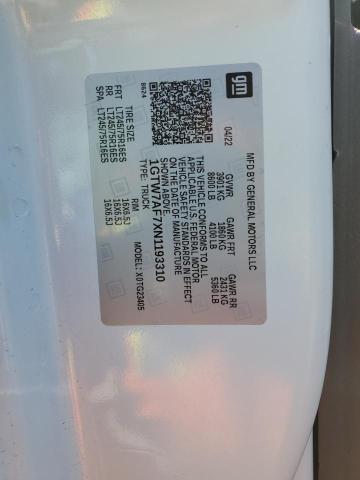 gm
MFD BY GENERAL MOTORS LLC
04/22
GVWR GAWR FRT GAWR RR
3901 KG 1860 KG 2431 KG
8600 LB 4100 LB 5360 LB
THIS VEHICLE CONFORMS TO ALL
APPLICABLE U.S. FEDERAL MOTOR
VEHICLE SAFETY STANDARDS IN EFFECT
ON THE DATE OF MANUFACTURE
SHOWN ABOVE.
1GTW7AF7XN1193310
TYPE: TRUCK MODEL: X0TG23405
8624
TIRE SIZE RIM
FRT LT245/75R16ES 16X6.5J
RR LT245/75R16ES 16X6.5J
SPA LT245/75R16ES 16X6.5J